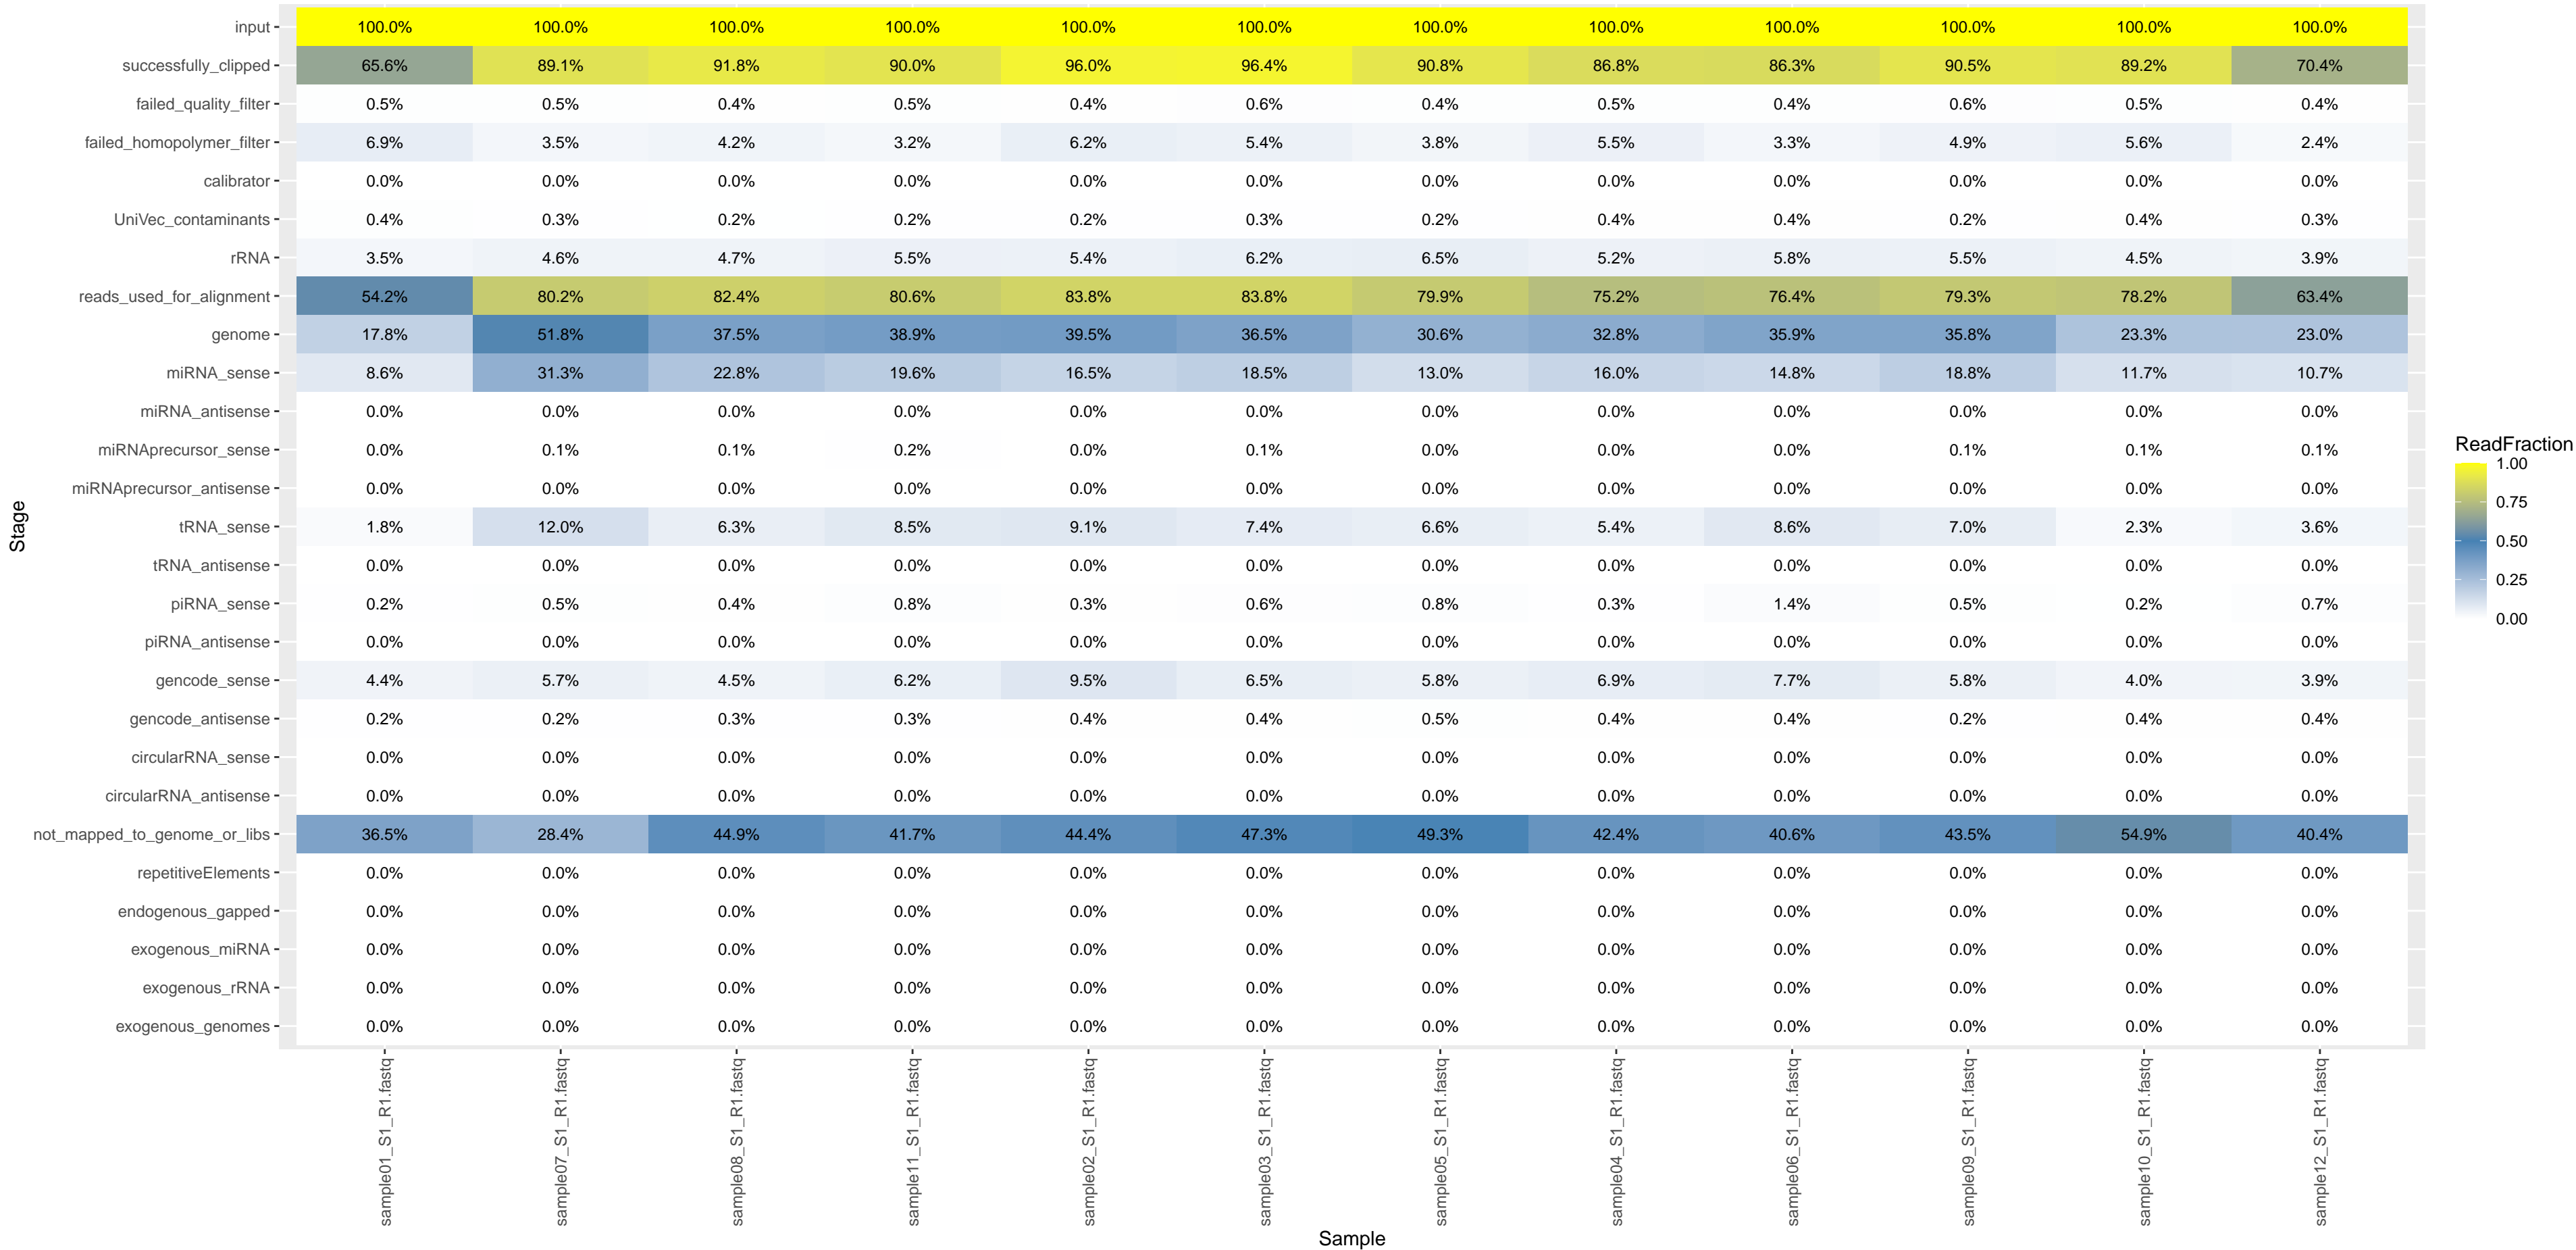 input 100.0% 100.0% 100.0% 100.0% 100.0% 100.0% 100.0% 100.0% 100.0% 100.0% 100.0% 100.0%
successfully_clipped 65.6% 89.1% 91.8% 90.0% 96.0% 96.4% 90.8% 86.8% 86.3% 90.5% 89.2% 70.4%
failed_quality_filter 0.5% 0.5% 0.4% 0.5% 0.4% 0.6% 0.4% 0.5% 0.4% 0.6% 0.5% 0.4%
failed_homopolymer_filter 6.9% 3.5% 4.2% 3.2% 6.2% 5.4% 3.8% 5.5% 3.3% 4.9% 5.6% 2.4%
calibrator 0.0% 0.0% 0.0% 0.0% 0.0% 0.0% 0.0% 0.0% 0.0% 0.0% 0.0% 0.0%
UniVec_contaminants 0.4% 0.3% 0.2% 0.2% 0.2% 0.3% 0.2% 0.4% 0.4% 0.2% 0.4% 0.3%
rRNA 3.5% 4.6% 4.7% 5.5% 5.4% 6.2% 6.5% 5.2% 5.8% 5.5% 4.5% 3.9%
reads_used_for_alignment 54.2% 80.2% 82.4% 80.6% 83.8% 83.8% 79.9% 75.2% 76.4% 79.3% 78.2% 63.4%
genome 17.8% 51.8% 37.5% 38.9% 39.5% 36.5% 30.6% 32.8% 35.9% 35.8% 23.3% 23.0%
miRNA_sense 8.6% 31.3% 22.8% 19.6% 16.5% 18.5% 13.0% 16.0% 14.8% 18.8% 11.7% 10.7%
miRNA_antisense 0.0% 0.0% 0.0% 0.0% 0.0% 0.0% 0.0% 0.0% 0.0% 0.0% 0.0% 0.0%
miRNAprecursor_sense 0.0% 0.1% 0.1% 0.2% 0.0% 0.1% 0.0% 0.0% 0.0% 0.1% 0.1% 0.1%
miRNAprecursor_antisense 0.0% 0.0% 0.0% 0.0% 0.0% 0.0% 0.0% 0.0% 0.0% 0.0% 0.0% 0.0%
tRNA_sense 1.8% 12.0% 6.3% 8.5% 9.1% 7.4% 6.6% 5.4% 8.6% 7.0% 2.3% 3.6%
tRNA_antisense 0.0% 0.0% 0.0% 0.0% 0.0% 0.0% 0.0% 0.0% 0.0% 0.0% 0.0% 0.0%
piRNA_sense 0.2% 0.5% 0.4% 0.8% 0.3% 0.6% 0.8% 0.3% 1.4% 0.5% 0.2% 0.7%
piRNA_antisense 0.0% 0.0% 0.0% 0.0% 0.0% 0.0% 0.0% 0.0% 0.0% 0.0% 0.0% 0.0%
gencode_sense 4.4% 5.7% 4.5% 6.2% 9.5% 6.5% 5.8% 6.9% 7.7% 5.8% 4.0% 3.9%
gencode_antisense 0.2% 0.2% 0.3% 0.3% 0.4% 0.4% 0.5% 0.4% 0.4% 0.2% 0.4% 0.4%
circularRNA_sense 0.0% 0.0% 0.0% 0.0% 0.0% 0.0% 0.0% 0.0% 0.0% 0.0% 0.0% 0.0%
circularRNA_antisense 0.0% 0.0% 0.0% 0.0% 0.0% 0.0% 0.0% 0.0% 0.0% 0.0% 0.0% 0.0%
not_mapped_to_genome_or_libs 36.5% 28.4% 44.9% 41.7% 44.4% 47.3% 49.3% 42.4% 40.6% 43.5% 54.9% 40.4%
repetitiveElements 0.0% 0.0% 0.0% 0.0% 0.0% 0.0% 0.0% 0.0% 0.0% 0.0% 0.0% 0.0%
endogenous_gapped 0.0% 0.0% 0.0% 0.0% 0.0% 0.0% 0.0% 0.0% 0.0% 0.0% 0.0% 0.0%
exogenous_miRNA 0.0% 0.0% 0.0% 0.0% 0.0% 0.0% 0.0% 0.0% 0.0% 0.0% 0.0% 0.0%
exogenous_rRNA 0.0% 0.0% 0.0% 0.0% 0.0% 0.0% 0.0% 0.0% 0.0% 0.0% 0.0% 0.0%
exogenous_genomes 0.0% 0.0% 0.0% 0.0% 0.0% 0.0% 0.0% 0.0% 0.0% 0.0% 0.0% 0.0%
Stage
sample01_S1_R1.fastq
sample07_S1_R1.fastq
sample08_S1_R1.fastq
sample11_S1_R1.fastq
sample02_S1_R1.fastq
sample03_S1_R1.fastq
sample05_S1_R1.fastq
sample04_S1_R1.fastq
sample06_S1_R1.fastq
sample09_S1_R1.fastq
sample10_S1_R1.fastq
sample12_S1_R1.fastq
Sample
ReadFraction
1.00
0.75
0.50
0.25
0.00